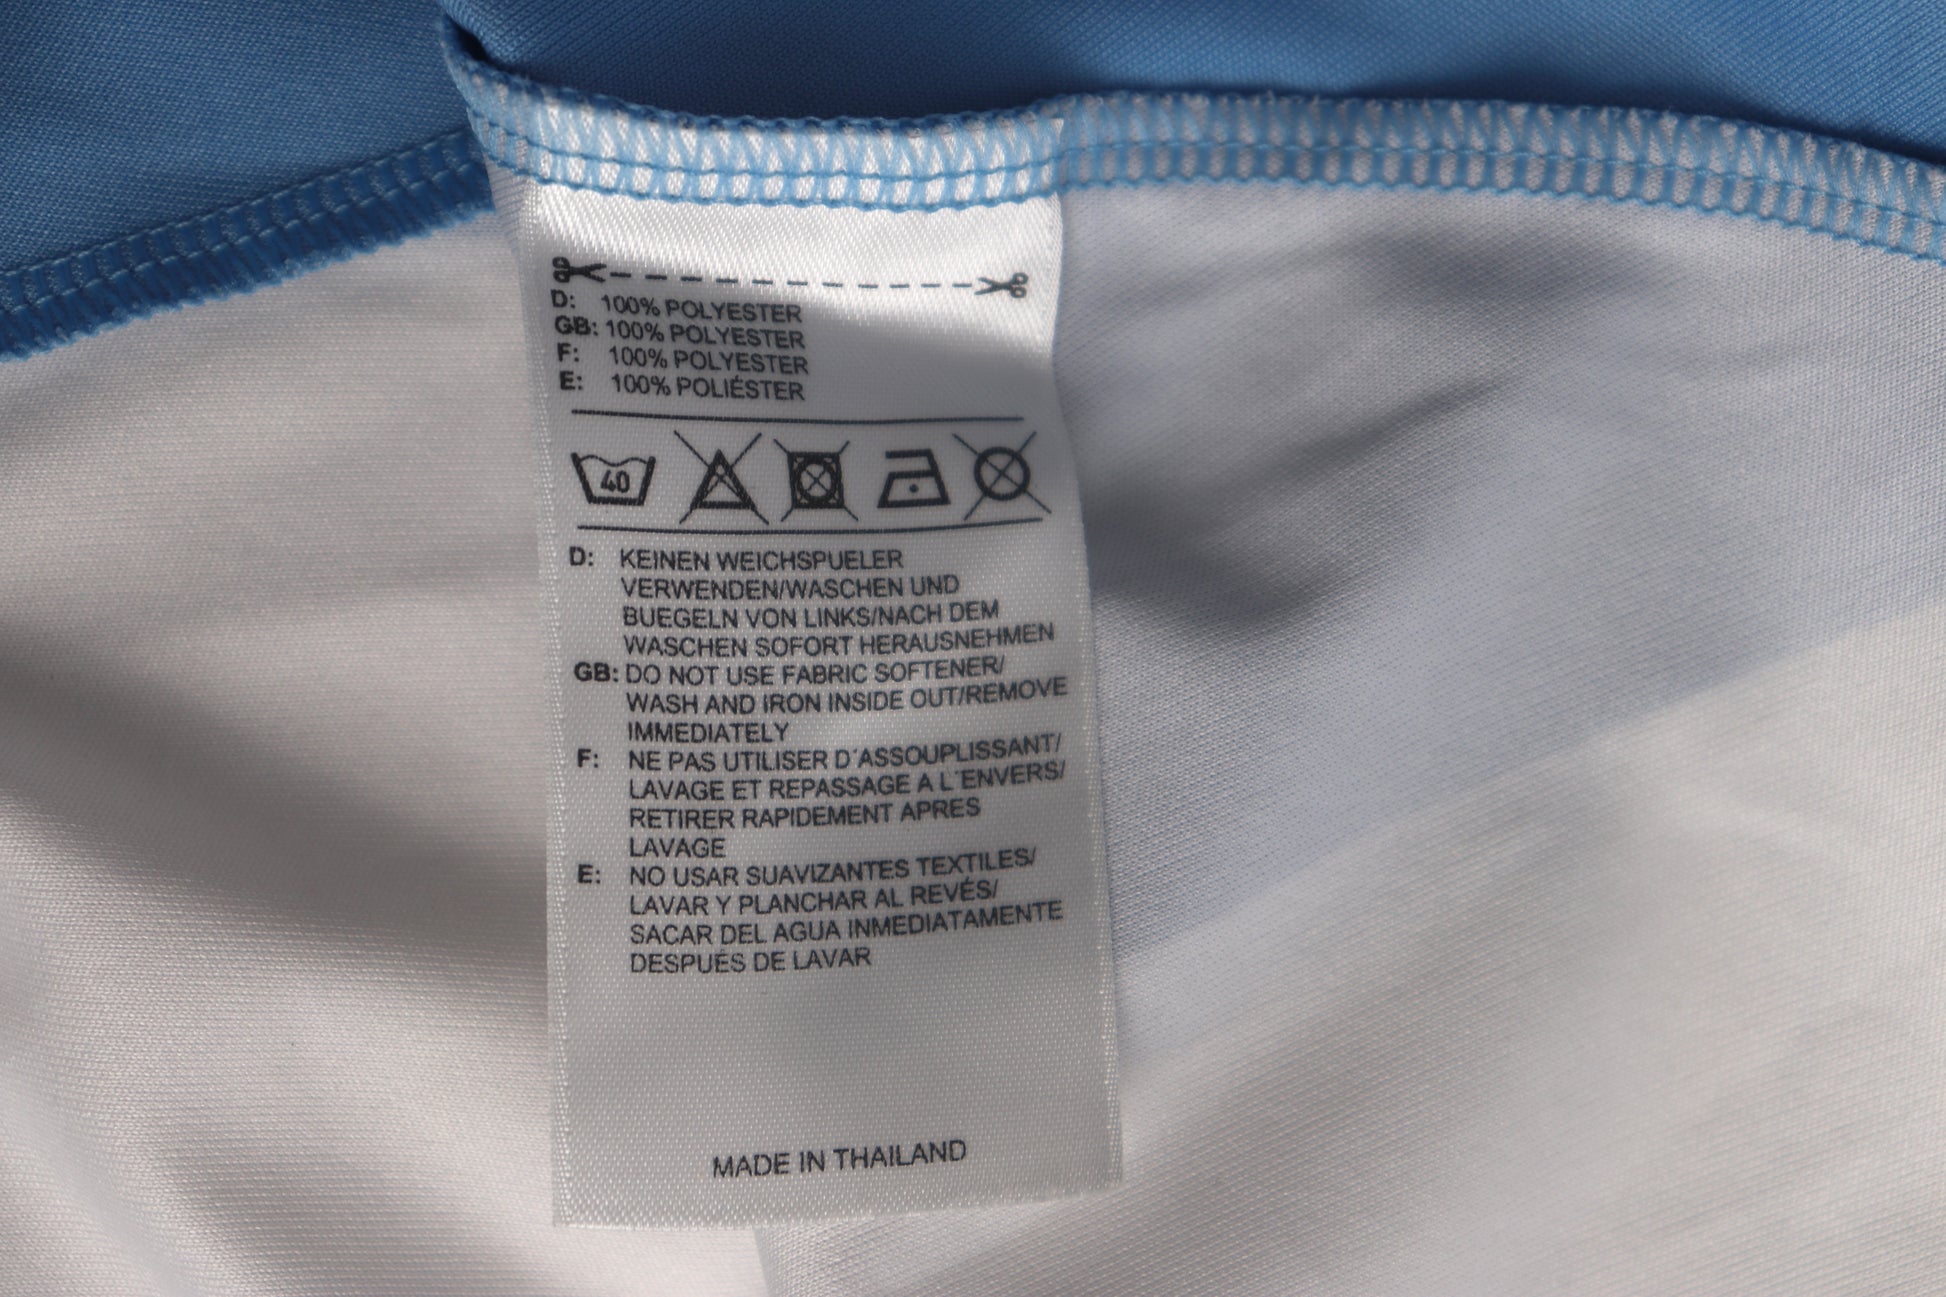 D: 100% POLYESTER
GB: 100% POLYESTER
F: 100% POLYESTER
E: 100% POLIÉSTER
40
D: KEINEN WEICHSPUELER
VERWENDEN/WASCHEN UND
BUEGELN VON LINKS/NACH DEM
WASCHEN SOFORT HERAUSNEHMEN
GB: DO NOT USE FABRIC SOFTENER/
WASH AND IRON INSIDE OUT/REMOVE
IMMEDIATELY
F: NE PAS UTILISER D´ASSOUPLISSANT/
LAVAGE ET REPASSAGE A L´ENVERS/
RETIRER RAPIDEMENT APRES
LAVAGE
E: NO USAR SUAVIZANTES TEXTILES/
LAVAR Y PLANCHAR AL REVÉS/
SACAR DEL AGUA INMEDIATAMENTE
DESPUÉS DE LAVAR
MADE IN THAILAND